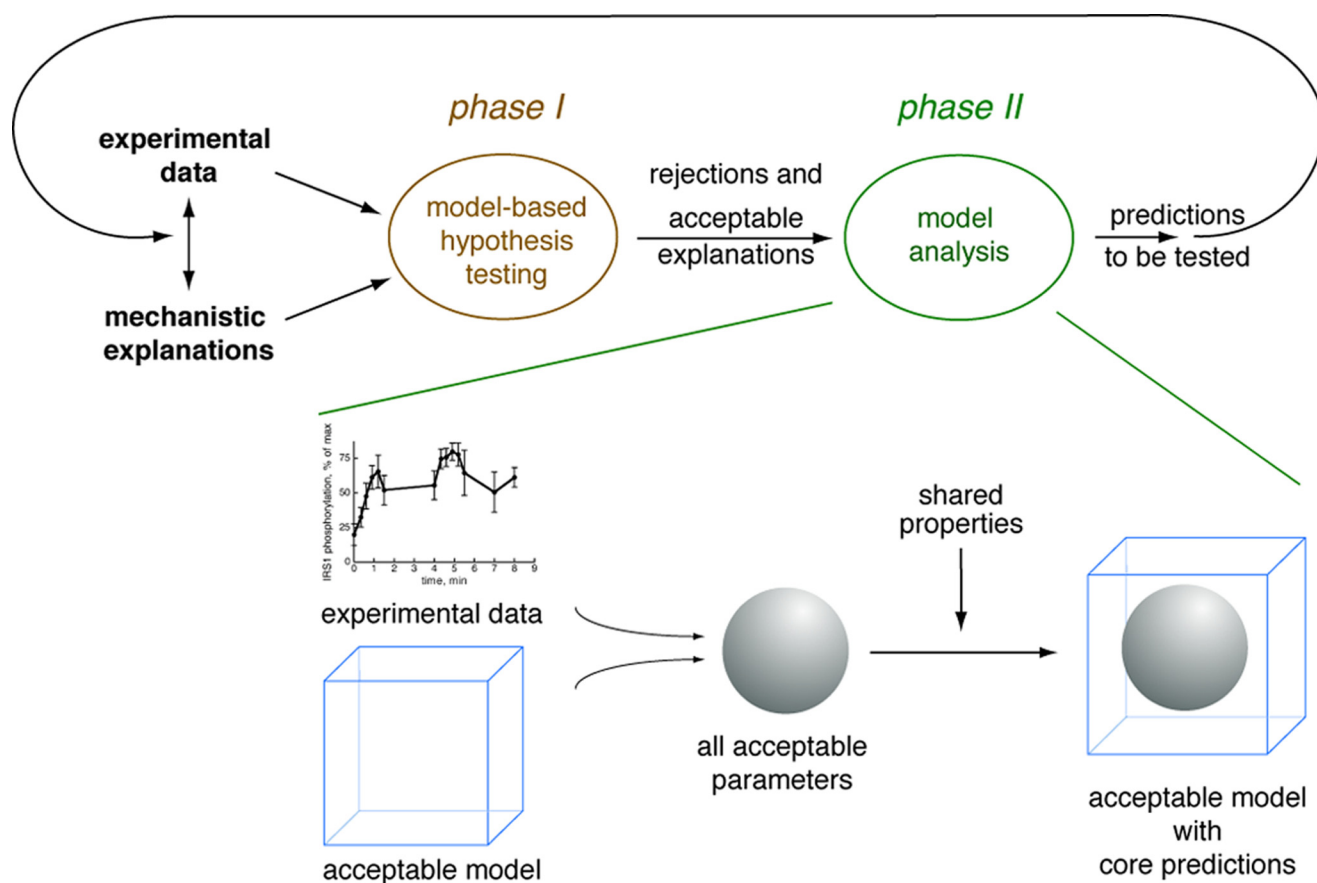 phase I
phase II
experimental
data
mechanistic
explanations
model-based
hypothesis
testing
rejections and
acceptable
explanations
model
analysis
predictions
to be tested
IRS1 phosphorylation, % of max
75
50
25
0
0 1 2 3 4 5 6 7 8 9
time, min
experimental data
acceptable model
all acceptable
parameters
shared
properties
acceptable model
with
core predictions